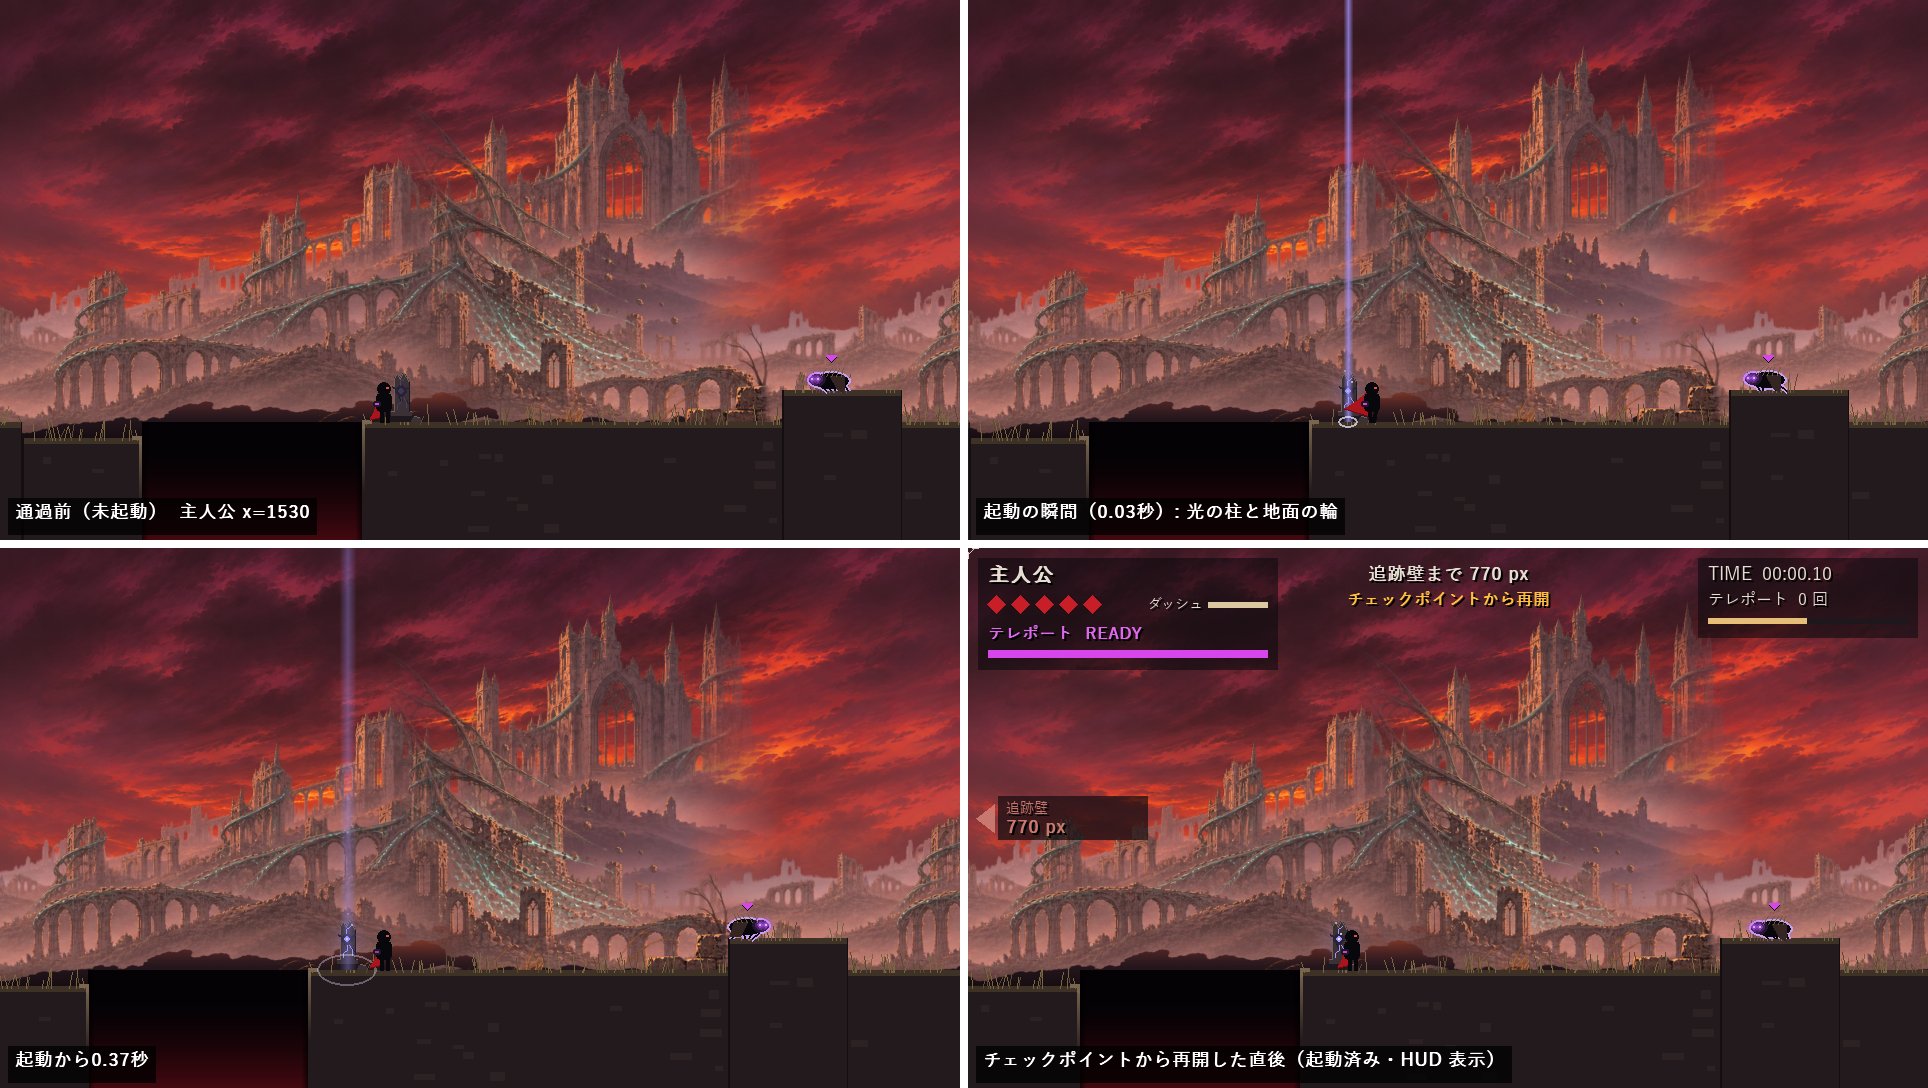 通過前（未起動） 主人公 x=1530
起動の瞬間（0.03秒）: 光の柱と地面の輪
起動から0.37秒
主人公
ダッシュ
テレポート READY
追跡壁まで 770 px
チェックポイントから再開
TIME 00:00.10
テレポート 0 回
追跡壁
770 px
チェックポイントから再開した直後（起動済み・HUD 表示）